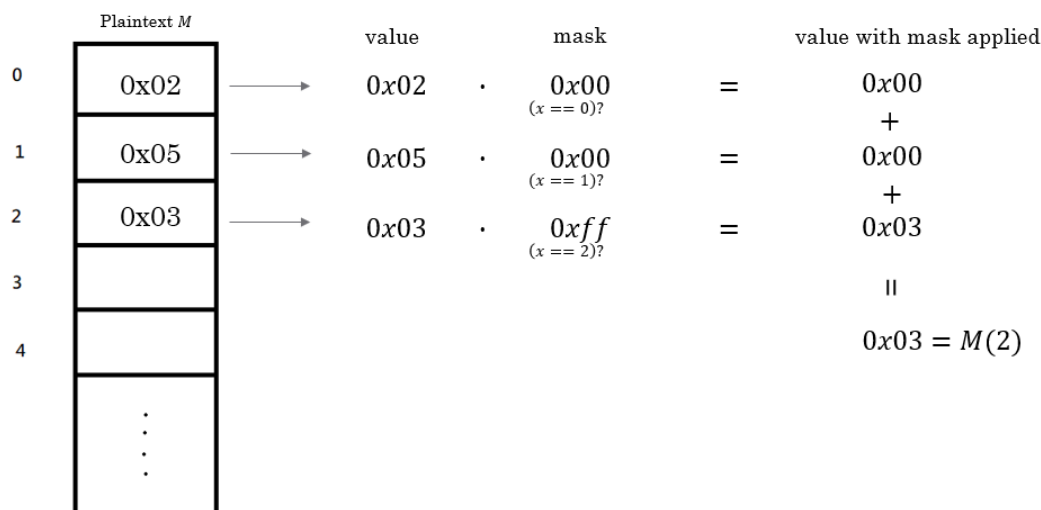 Plaintext M
value mask value with mask applied
0 0x02 0x02 · 0x00 = 0x00
(x == 0)?
+
1 0x05 0x05 · 0x00 = 0x00
(x == 1)?
+
2 0x03 0x03 · 0xff = 0x03
(x == 2)?
3 =
4 0x03 = M(2)